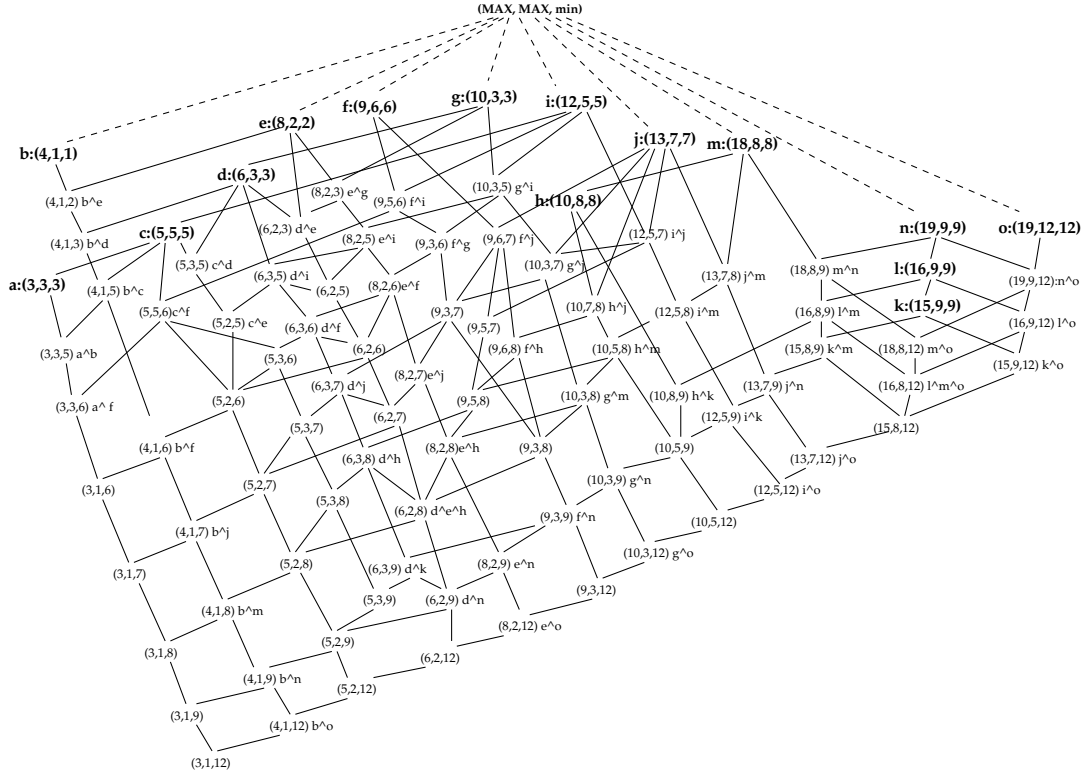 (MAX, MAX, min)
g:(10,3,3)
i:(12,5,5)
f:(9,6,6)
e:(8,2,2)
j:(13,7,7)
m:(18,8,8)
b:(4,1,1)
d:(6,3,3)
(8,2,3) e^g
(10,3,5) g^i
(4,1,2) b^e
(9,5,6) f^i
h:(10,8,8)
(6,2,3) d^e
n:(19,9,9)
o:(19,12,12)
c:(5,5,5)
(4,1,3) b^d
(8,2,5) e^i
(9,3,6) f^g
(9,6,7) f^j
(12,5,7) i^j
(5,3,5) c^d
(10,3,7) g^j
(18,8,9) m^n
l:(16,9,9)
(6,3,5) d^i
(13,7,8) j^m
(19,9,12):n^o
a:(3,3,3)
(4,1,5) b^c
(6,2,5)
(8,2,6)e^f
k:(15,9,9)
(5,5,6)c^f
(9,3,7)
(10,7,8) h^j
(12,5,8) i^m
(16,8,9) l^m
(5,2,5) c^e
(6,3,6) d^f
(9,5,7)
(16,9,12) l^o
(3,3,5) a^b
(5,3,6)
(6,2,6)
(9,6,8) f^h
(10,5,8) h^m
(15,8,9) k^m
(18,8,12) m^o
(15,9,12) k^o
(8,2,7)e^j
(6,3,7) d^j
(13,7,9) j^n
(16,8,12) l^m^o
(10,8,9) h^k
(5,2,6)
(9,5,8)
(10,3,8) g^m
(3,3,6) a^ f
(6,2,7)
(12,5,9) i^k
(5,3,7)
(15,8,12)
(4,1,6) b^f
(8,2,8)e^h
(9,3,8)
(10,5,9)
(6,3,8) d^h
(13,7,12) j^o
(10,3,9) g^n
(3,1,6)
(5,2,7)
(12,5,12) i^o
(5,3,8)
(6,2,8) d^e^h
(9,3,9) f^n
(10,5,12)
(4,1,7) b^j
(10,3,12) g^o
(5,2,8)
(8,2,9) e^n
(6,3,9) d^k
(3,1,7)
(9,3,12)
(5,3,9)
(6,2,9) d^n
(4,1,8) b^m
(8,2,12) e^o
(5,2,9)
(3,1,8)
(6,2,12)
(4,1,9) b^n
(5,2,12)
(3,1,9)
(4,1,12) b^o
(3,1,12)